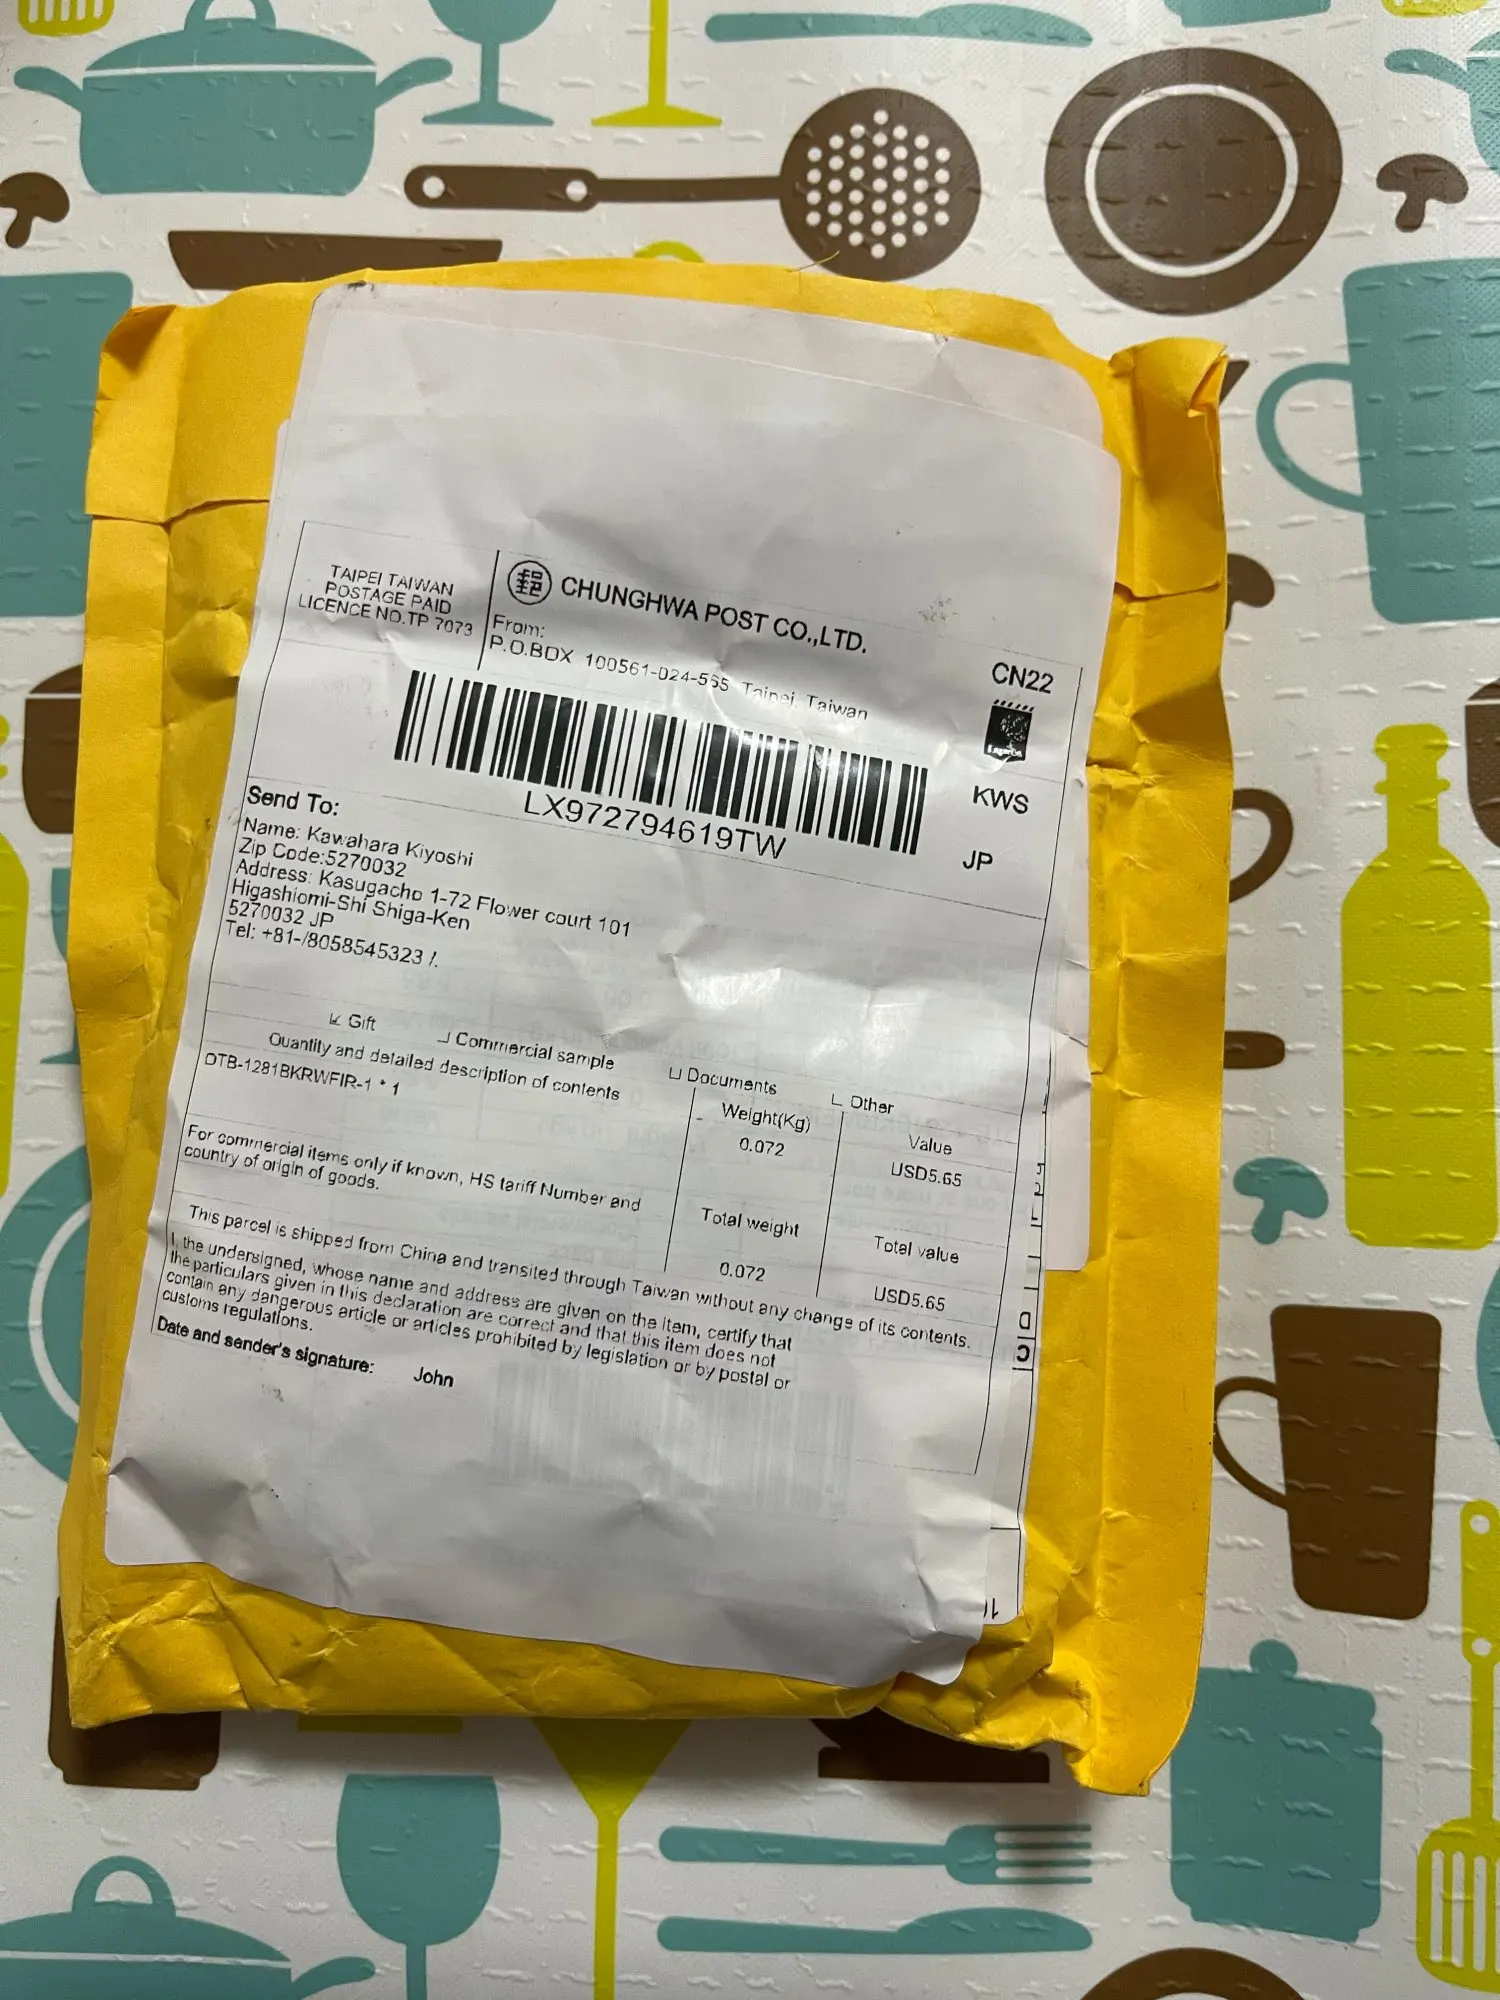 TAIPEI TAIWAN
POSTAGE PAID
LICENCE NO.TP 7073
郵
CHUNGHWA POST CO.,LTD.
From:
P.O.BOX 100561-024-555 Taipei, Taiwan
CN22
KWS
JP
LX972794619TW
Send To:
Name: Kawahara Kiyoshi
Zip Code:5270032
Address: Kasugacho 1-72 Flower court 101
Higashiomi-Shi Shiga-Ken
5270032 JP
Tel: +81-/8058545323 /.
Gift
Commercial sample
Documents
Other
Quantity and detailed description of contents
Weight(Kg)
Value
DTB-1281BKRWFIR-1 * 1
0.072
USD5.65
For commercial items only if known, HS tariff Number and
country of origin of goods.
Total weight
Total value
0.072
USD5.65
This parcel is shipped from China and transited through Taiwan without any change of its contents.
I, the undersigned, whose name and address are given on the item, certify that
the particulars given in this declaration are correct and that this item does not
contain any dangerous article or articles prohibited by legislation or by postal or
customs regulations.
Date and sender's signature: John